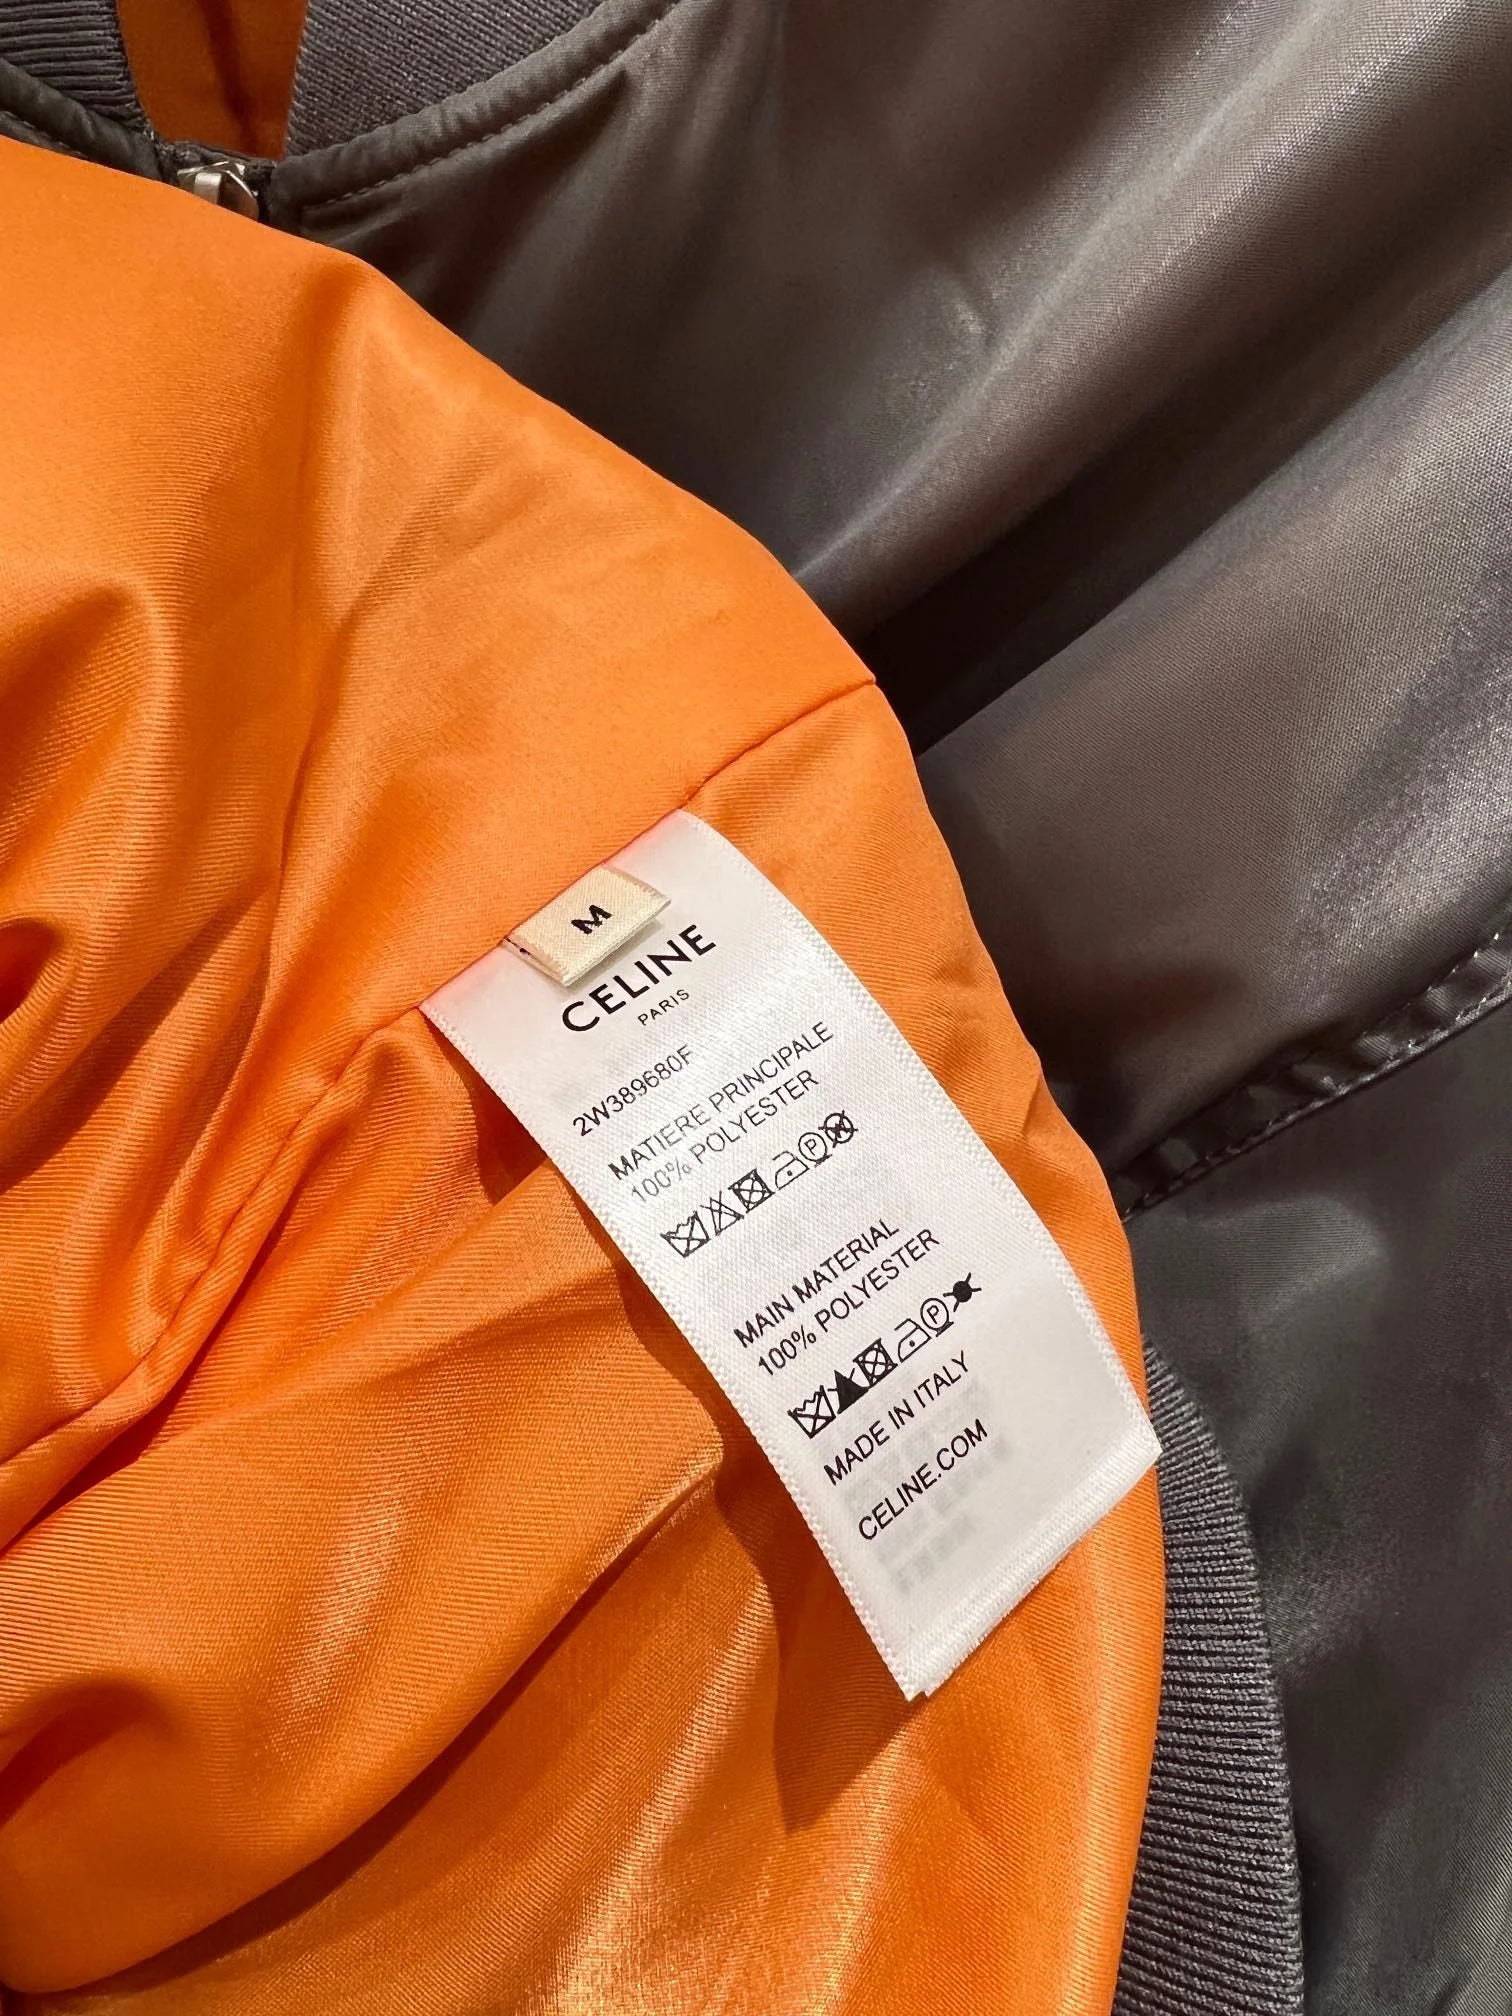 M
CELINE
PARIS
2W389680F
MATIERE PRINCIPALE
100% POLYESTER
P W
MAIN MATERIAL
100% POLYESTER
P
MADE IN ITALY
CELINE.COM